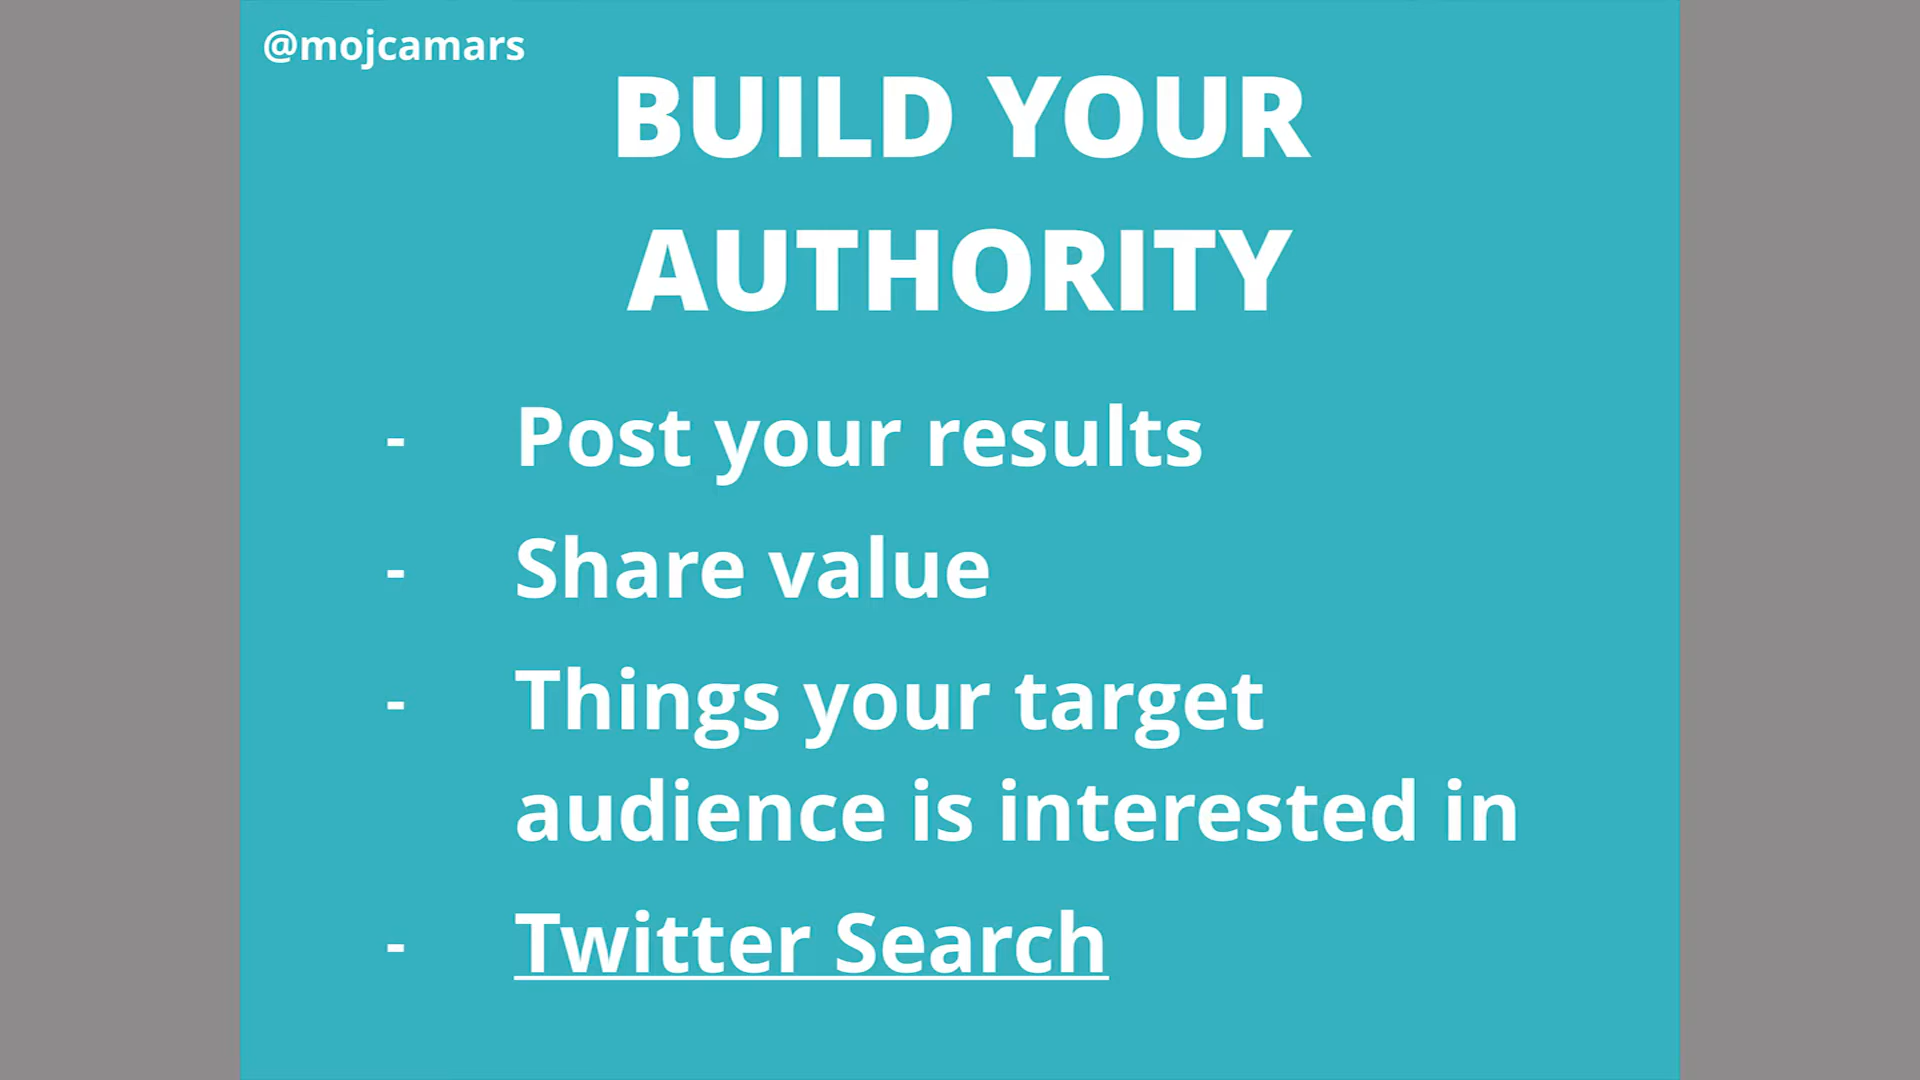 @mojcamars
BUILD YOUR
AUTHORITY
- Post your results
- Share value
- Things your target
audience is interested in
- Twitter Search